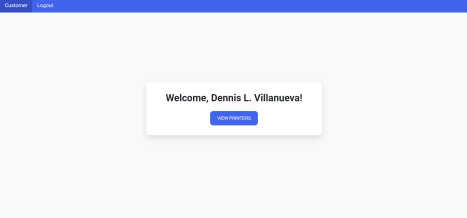 Customer Logout
Welcome, Dennis L. Villanueva!
VIEW PRINTERS